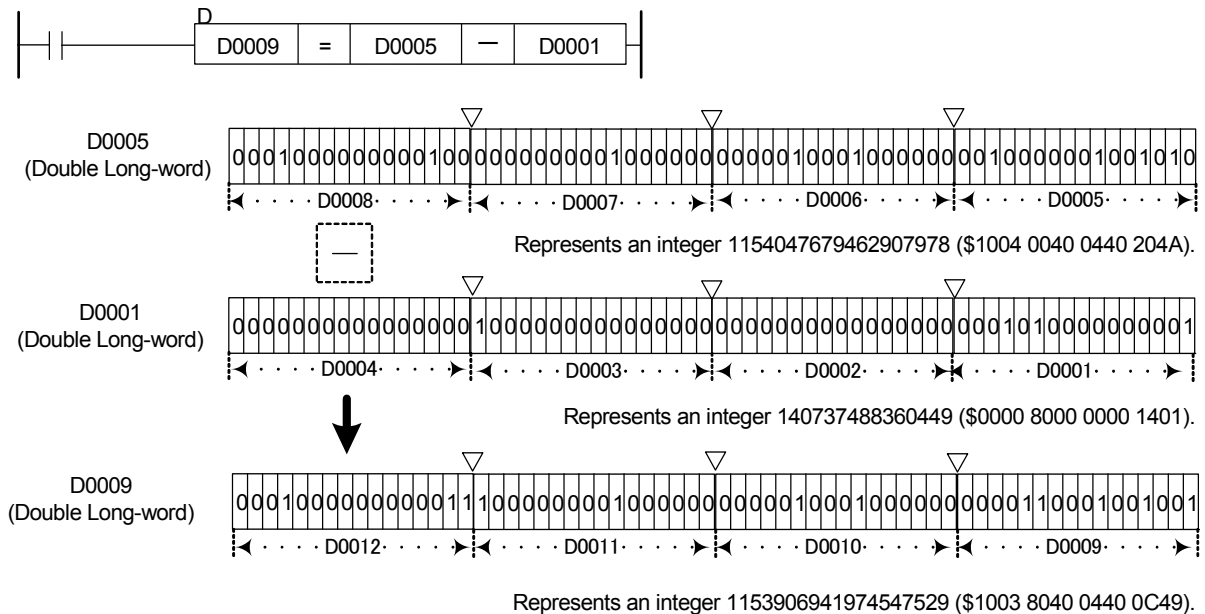 D
D0009 = D0005 — D0001
D0005
(Double Long-word)
0001000000000100000000000100000000000100010000000010000001001010
D0008 D0007 D0006 D0005
Represents an integer 1154047679462907978 ($1004 0040 0440 204A).
—
D0001
(Double Long-word)
0000000000000000100000000000000000000000000000000001010000000001
D0004 D0003 D0002 D0001
Represents an integer 140737488360449 ($0000 8000 0000 1401).
D0009
(Double Long-word)
0001000000000011100000000100000000000100010000000000110001001001
D0012 D0011 D0010 D0009
Represents an integer 1153906941974547529 ($1003 8040 0440 0C49).